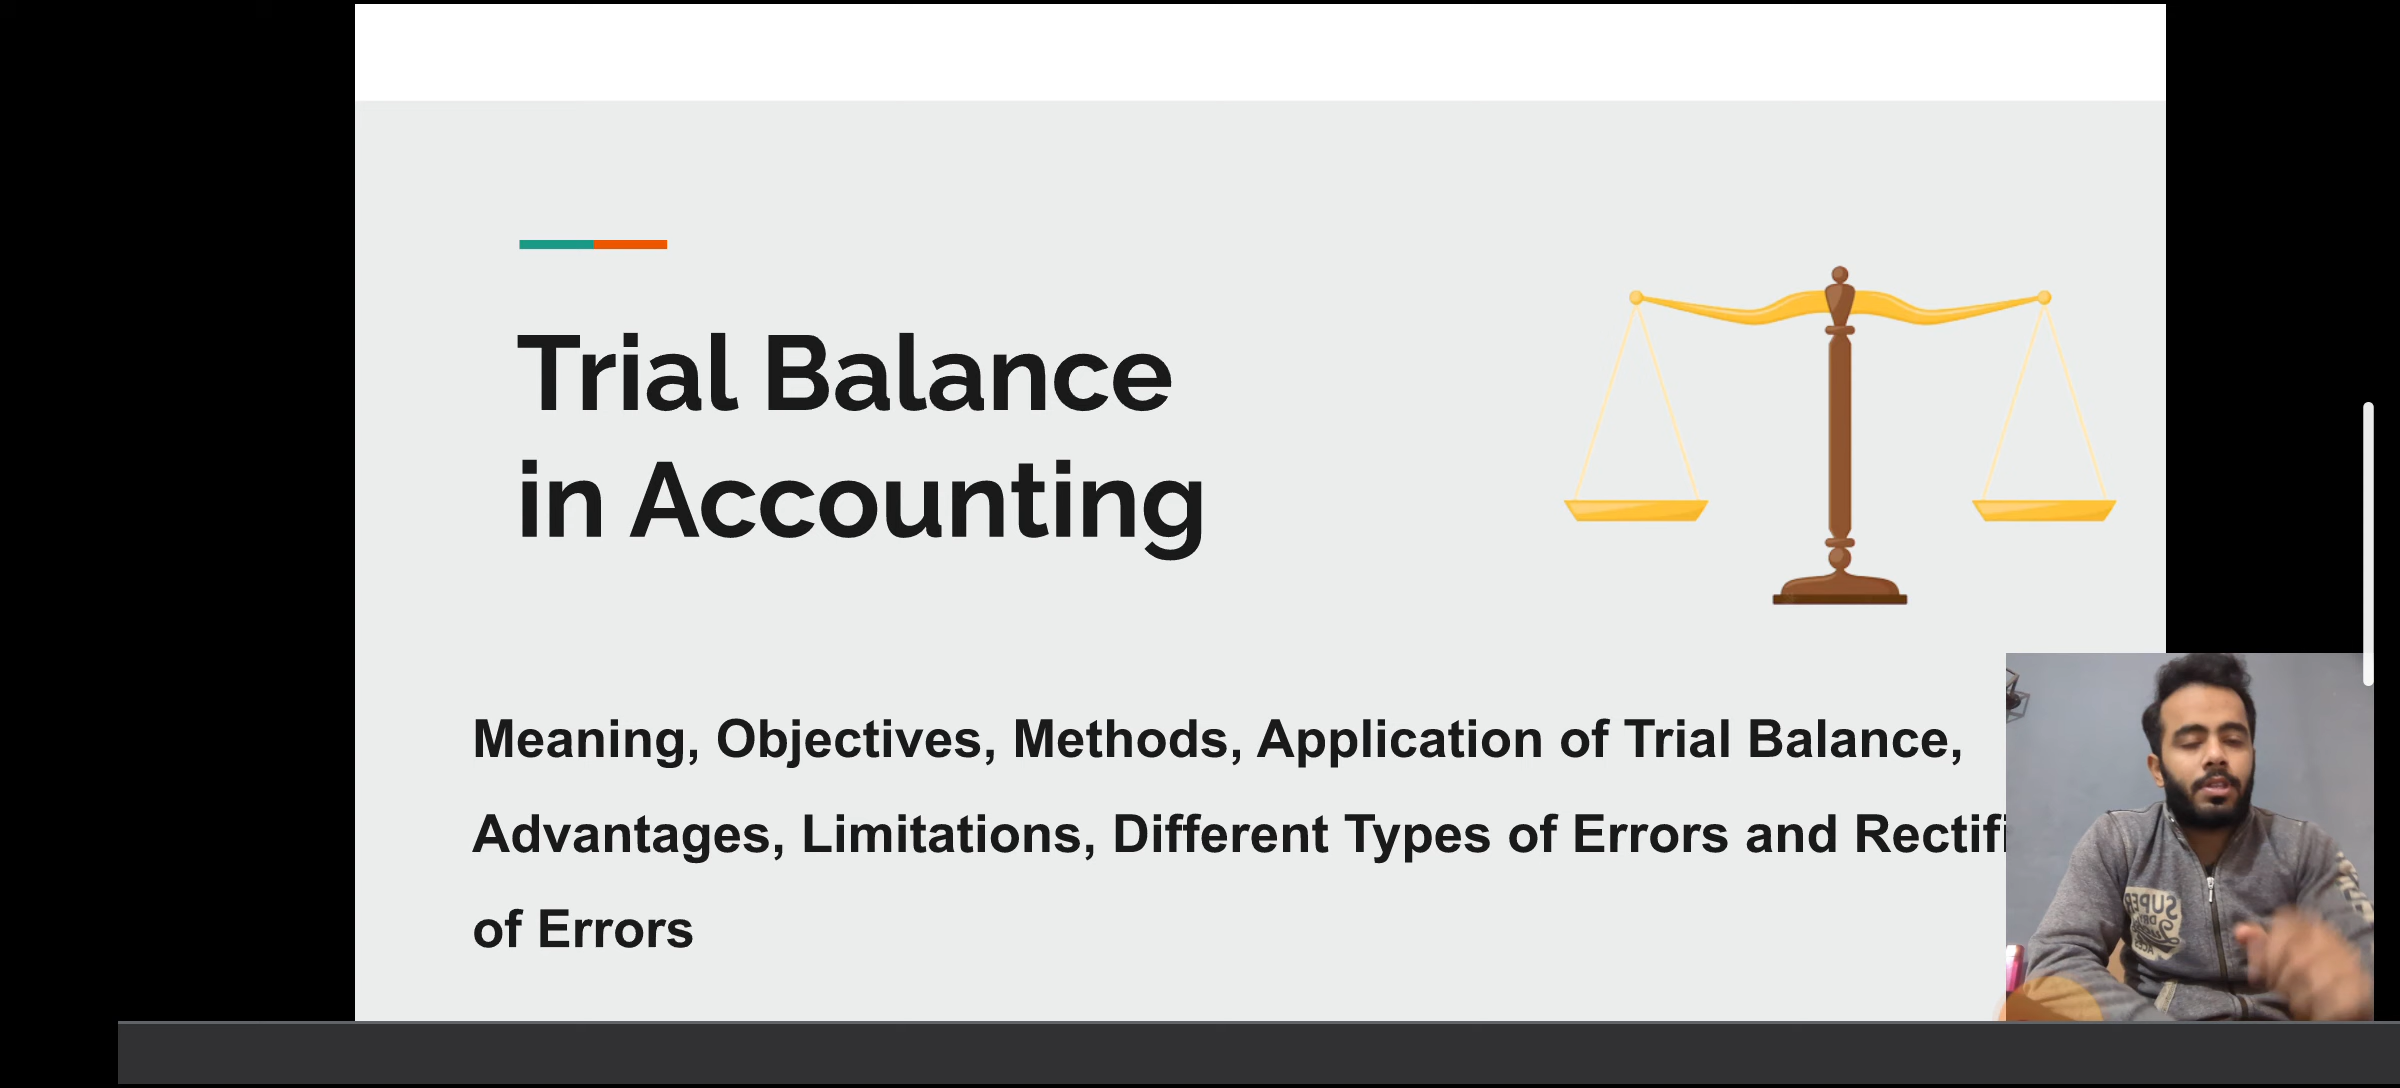 Trial Balance
in Accounting
Meaning, Objectives, Methods, Application of Trial Balance,
Advantages, Limitations, Different Types of Errors and
of Errors